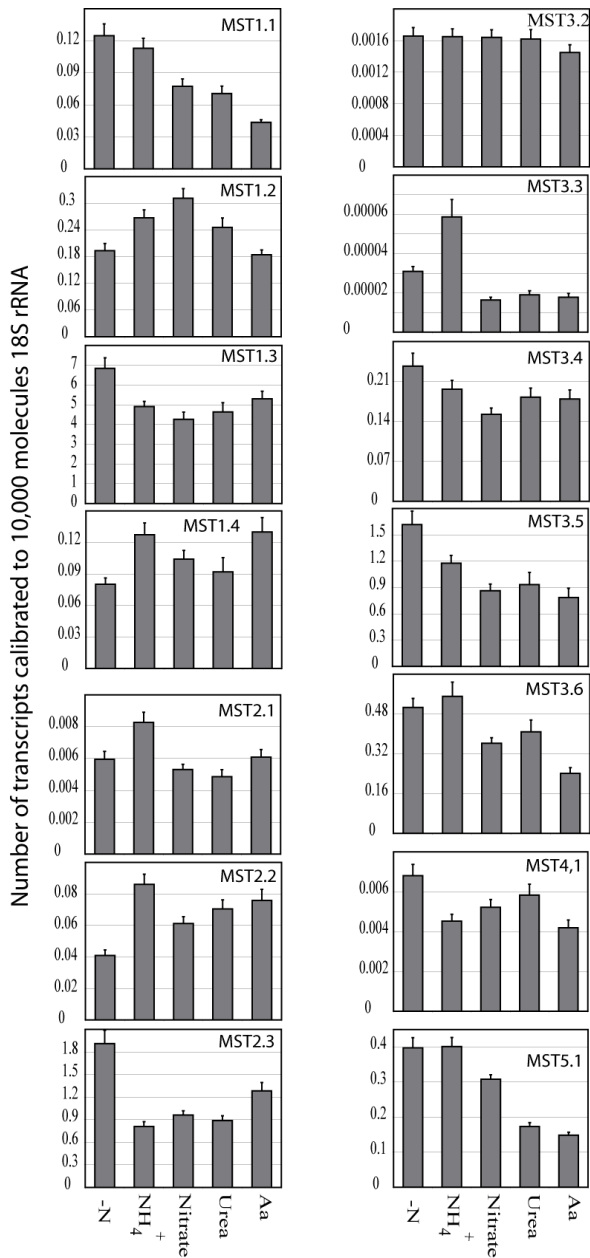 Number of transcripts calibrated to 10,000 molecules 18S rRNA
MST1.1
0.12
0.09
0.06
0.03
0
MST1.2
0.3
0.24
0.18
0.12
0.06
0
MST1.3
7
6
5
4
3
2
1
0
MST1.4
0.12
0.09
0.06
0.03
0
MST2.1
0.008
0.006
0.004
0.002
0
MST2.2
0.08
0.06
0.04
0.02
0
MST2.3
1.8
1.5
1.2
0.9
0.6
0.3
0
-N
NH4+
Nitrate
Urea
Aa
MST3.2
0.0016
0.0012
0.0008
0.0004
0
MST3.3
0.00006
0.00004
0.00002
0
MST3.4
0.21
0.14
0.07
0
MST3.5
1.5
1.2
0.9
0.6
0.3
0
MST3.6
0.48
0.32
0.16
0
MST4,1
0.006
0.004
0.002
0
MST5.1
0.4
0.3
0.2
0.1
0
-N
NH4+
Nitrate
Urea
Aa